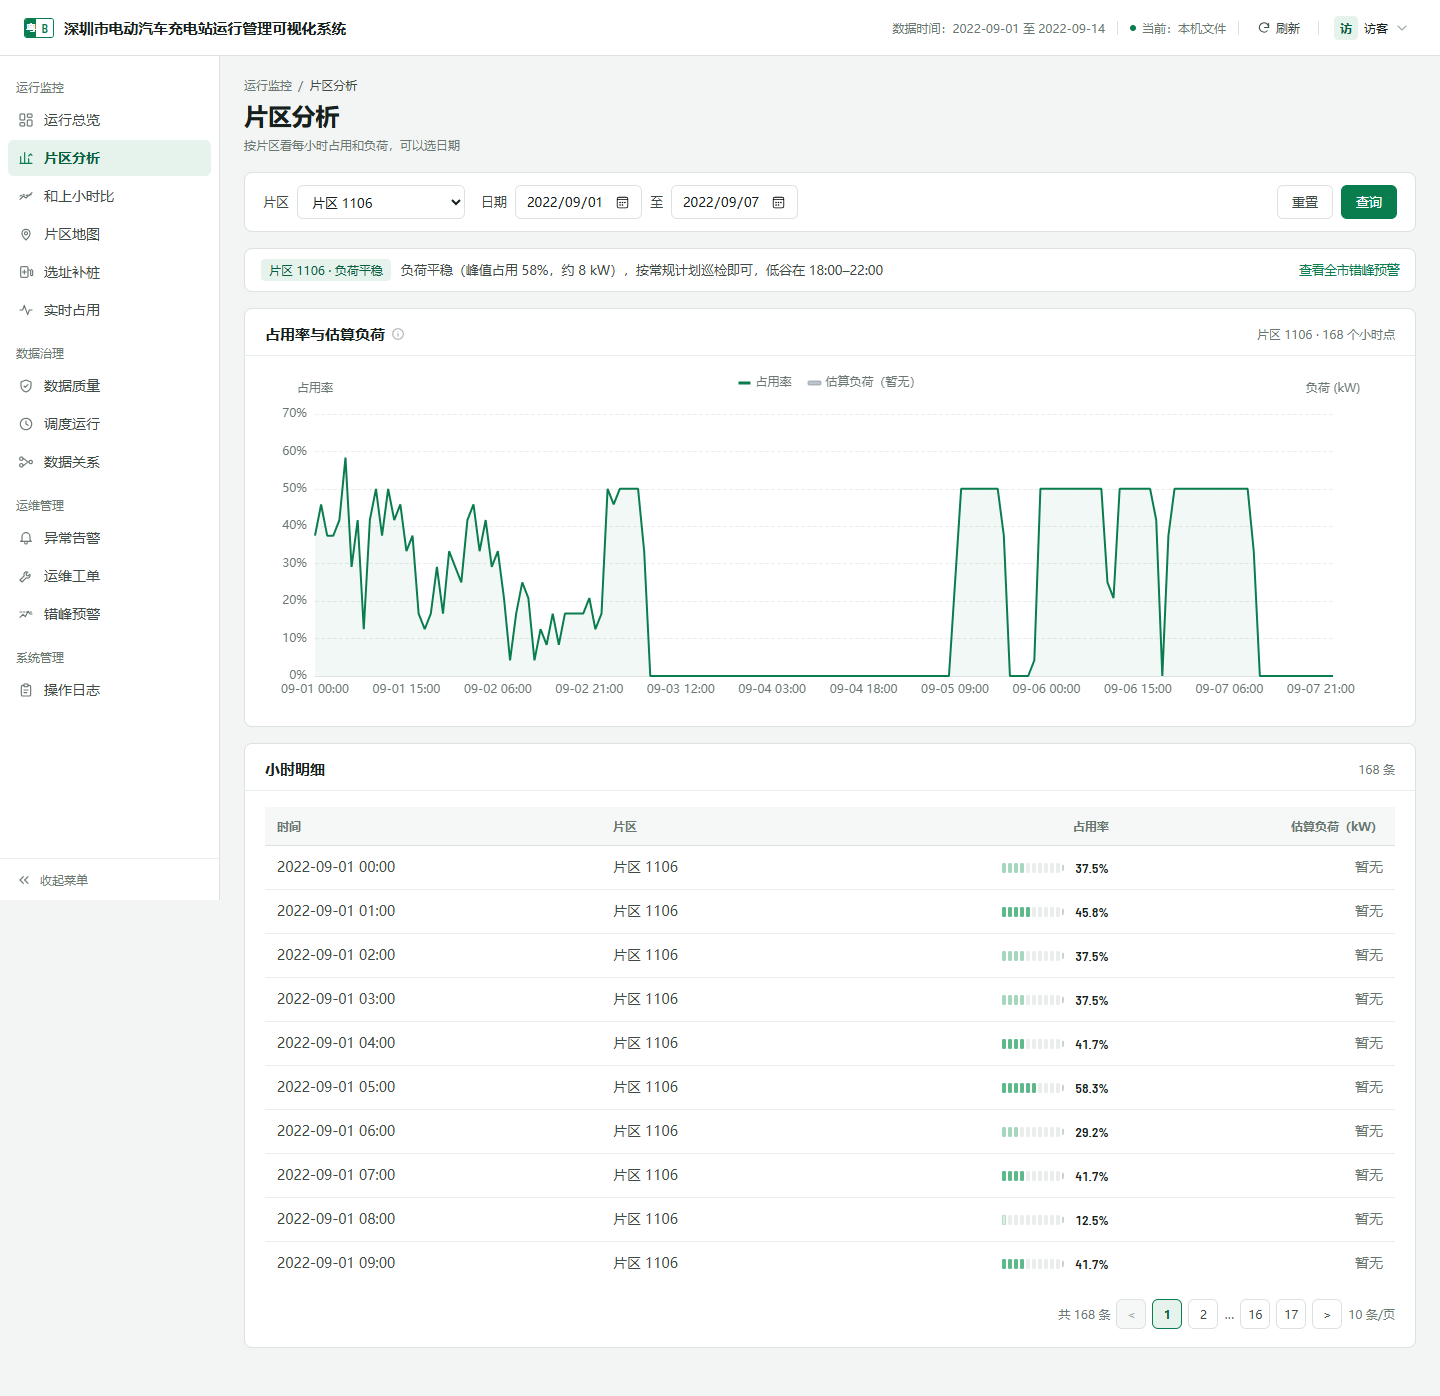 粤 B 深圳市电动汽车充电站运行管理可视化系统
数据时间：2022-09-01 至 2022-09-14 当前：本机文件 刷新 访 访客
运行监控
运行总览
片区分析
和上小时比
片区地图
选址补桩
实时占用
数据治理
数据质量
调度运行
数据关系
运维管理
异常告警
运维工单
错峰预警
系统管理
操作日志
收起菜单
运行监控 / 片区分析
片区分析
按片区看每小时占用和负荷，可以选日期
片区 片区 1106 日期 2022/09/01 至 2022/09/07 重置 查询
片区 1106 · 负荷平稳 负荷平稳（峰值占用 58%，约 8 kW），按常规计划巡检即可，低谷在 18:00–22:00 查看全市错峰预警
占用率与估算负荷 片区 1106 · 168 个小时点
占用率 占用率 估算负荷（暂无） 负荷 (kW)
70%
60%
50%
40%
30%
20%
10%
0%
09-01 00:00 09-01 15:00 09-02 06:00 09-02 21:00 09-03 12:00 09-04 03:00 09-04 18:00 09-05 09:00 09-06 00:00 09-06 15:00 09-07 06:00 09-07 21:00
小时明细 168 条
时间 片区 占用率 估算负荷（kW）
2022-09-01 00:00 片区 1106 37.5% 暂无
2022-09-01 01:00 片区 1106 45.8% 暂无
2022-09-01 02:00 片区 1106 37.5% 暂无
2022-09-01 03:00 片区 1106 37.5% 暂无
2022-09-01 04:00 片区 1106 41.7% 暂无
2022-09-01 05:00 片区 1106 58.3% 暂无
2022-09-01 06:00 片区 1106 29.2% 暂无
2022-09-01 07:00 片区 1106 41.7% 暂无
2022-09-01 08:00 片区 1106 12.5% 暂无
2022-09-01 09:00 片区 1106 41.7% 暂无
共 168 条 < 1 2 ... 16 17 > 10 条/页